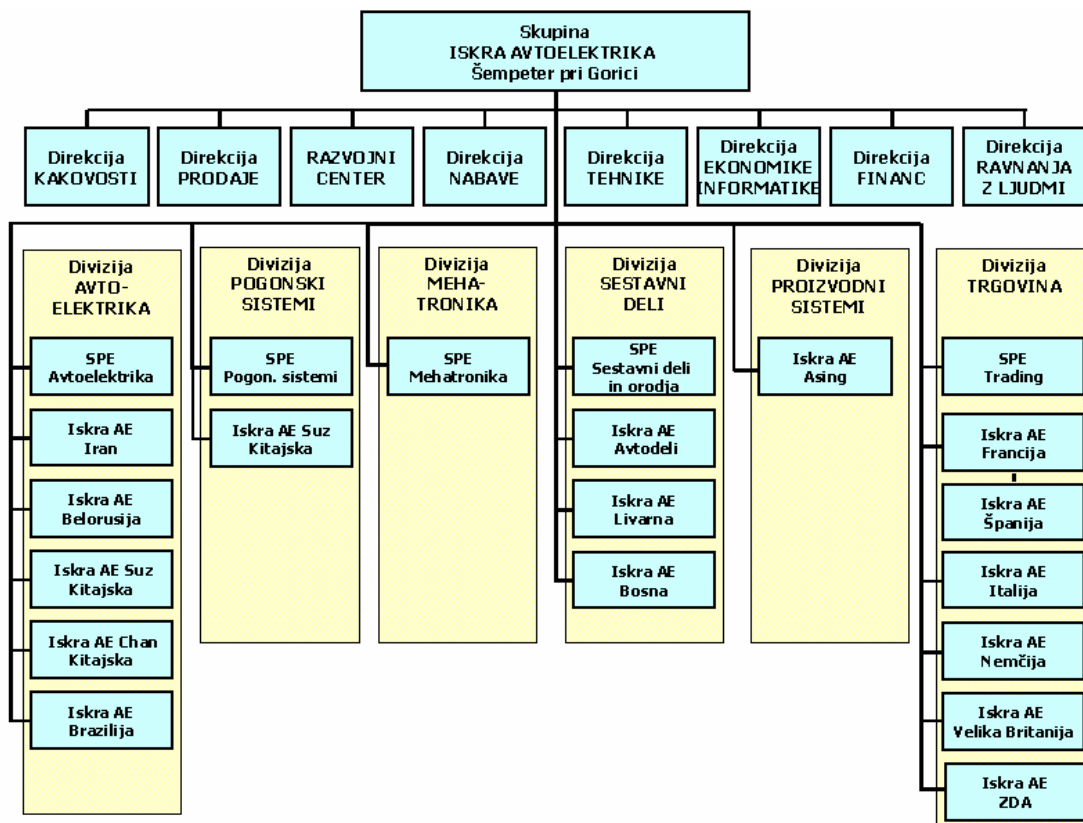 Skupina
ISKRA AVTOELEKTRIKA
Šempeter pri Gorici
Direkcija
KAKOVOSTI
Direkcija
PRODAJE
RAZVOJNI
CENTER
Direkcija
NABAVE
Direkcija
TEHNIKE
Direkcija
EKONOMIKE
INFORMATIKE
Direkcija
FINANC
Direkcija
RAVNANJA
Z LJUDMI
Divizija
AVTO-
ELEKTRIKA
SPE
Avtoelektrika
Iskra AE
Iran
Iskra AE
Belorusija
Iskra AE Suz
Kitajska
Iskra AE Chan
Kitajska
Iskra AE
Brazilija
Divizija
POGONSKI
SISTEMI
SPE
Pogon. sistemi
Iskra AE Suz
Kitajska
Divizija
MEHA-
TRONIKA
SPE
Mehatronika
Divizija
SESTAVNI
DELI
SPE
Sestavni deli
in orodja
Iskra AE
Avtodeli
Iskra AE
Livarna
Iskra AE
Bosna
Divizija
PROIZVODNI
SISTEMI
Iskra AE
Asing
Divizija
TRGOVINA
SPE
Trading
Iskra AE
Francija
Iskra AE
Španija
Iskra AE
Italija
Iskra AE
Nemčija
Iskra AE
Velika Britanija
Iskra AE
ZDA